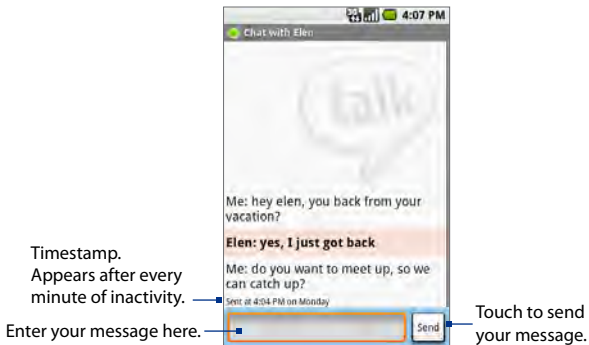 3G 4:07 PM
Chat with Elen
talk
Me: hey elen, you back from your
vacation?
Elen: yes, I just got back
Me: do you want to meet up, so we
can catch up?
Sent at 4:04 PM on Monday
Send
Timestamp.
Appears after every
minute of inactivity.
Enter your message here.
Touch to send
your message.